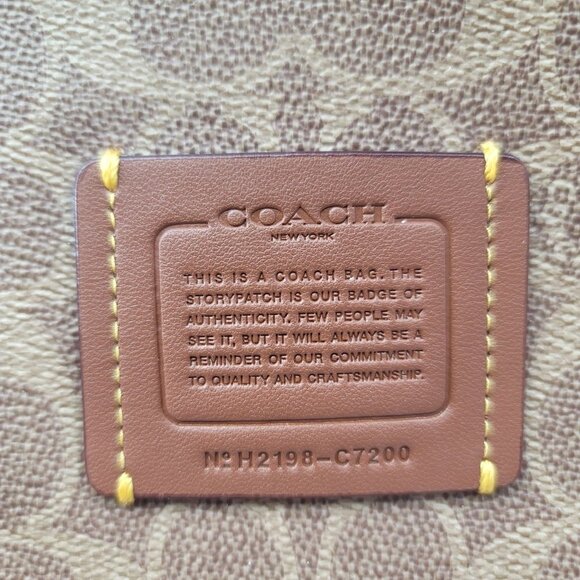 COACH
NEW YORK
THIS IS A COACH BAG. THE
STORYPATCH IS OUR BADGE OF
AUTHENTICITY. FEW PEOPLE MAY
SEE IT, BUT IT WILL ALWAYS BE A
REMINDER OF OUR COMMITMENT
TO QUALITY AND CRAFTSMANSHIP.
Nº H2198-C7200